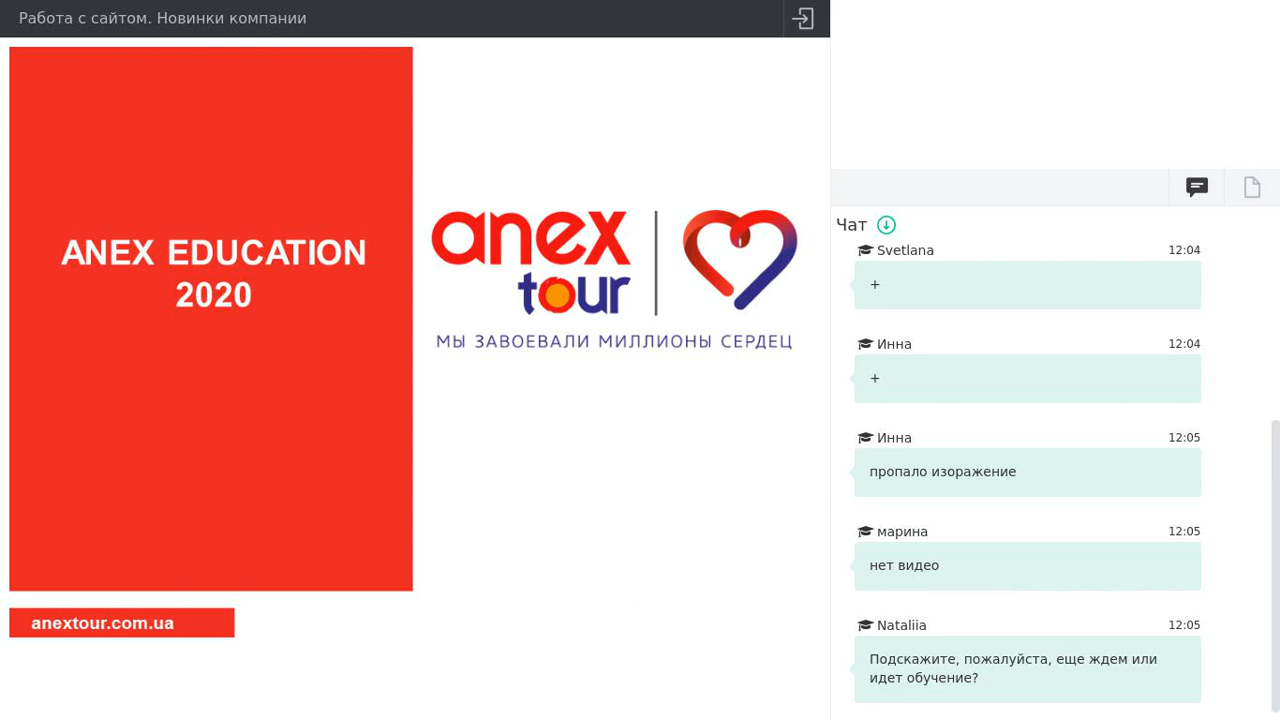 Работа с сайтом. Новинки компании
ANEX EDUCATION
2020
anex
tour
МЫ ЗАВОЕВАЛИ МИЛЛИОНЫ СЕРДЕЦ
anextour.com.ua
Чат
Svetlana 12:04
+
Инна 12:04
+
Инна 12:05
пропало изоражение
марина 12:05
нет видео
Nataliia 12:05
Подскажите, пожалуйста, еще ждем или
идет обучение?